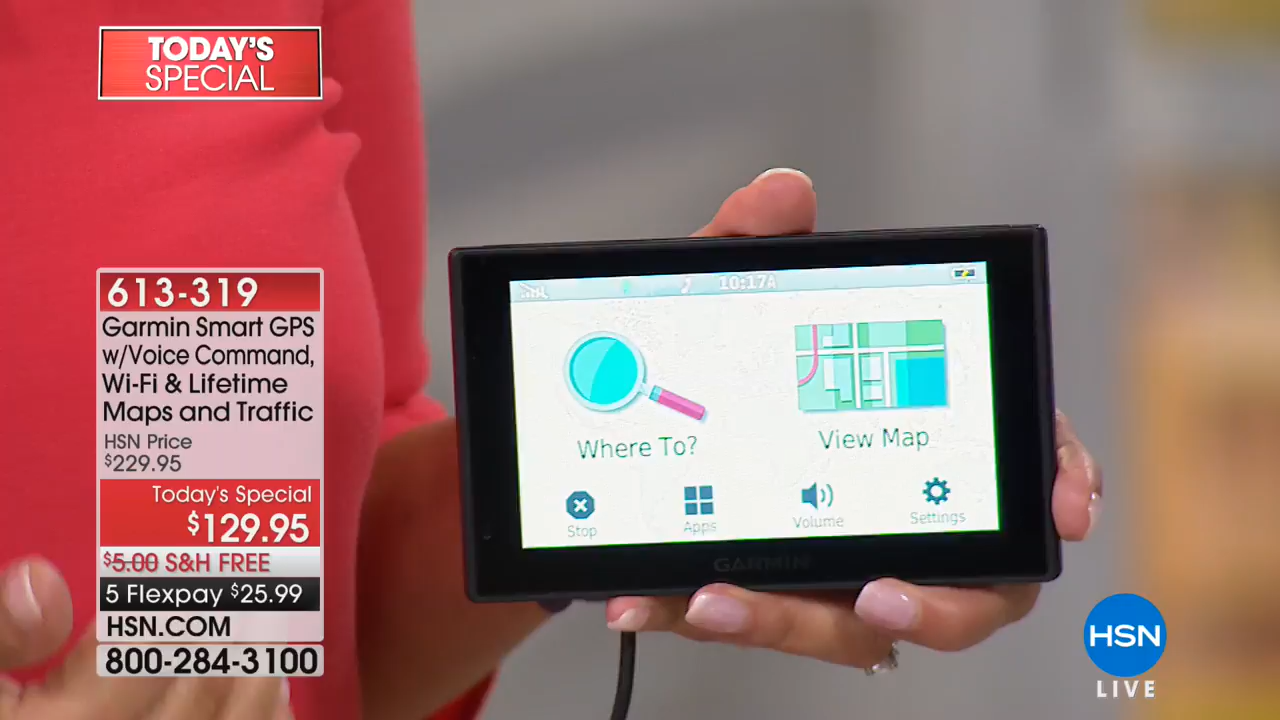 TODAY'S
SPECIAL
613-319
Garmin Smart GPS
w/Voice Command,
Wi-Fi & Lifetime
Maps and Traffic
HSN Price
$229.95
Today's Special
$129.95
$5.00 S&H FREE
5 Flexpay $25.99
HSN.COM
800-284-3100
10:17A
Where To?
View Map
Stop
Apps
Volume
Settings
GARMIN
HSN
LIVE